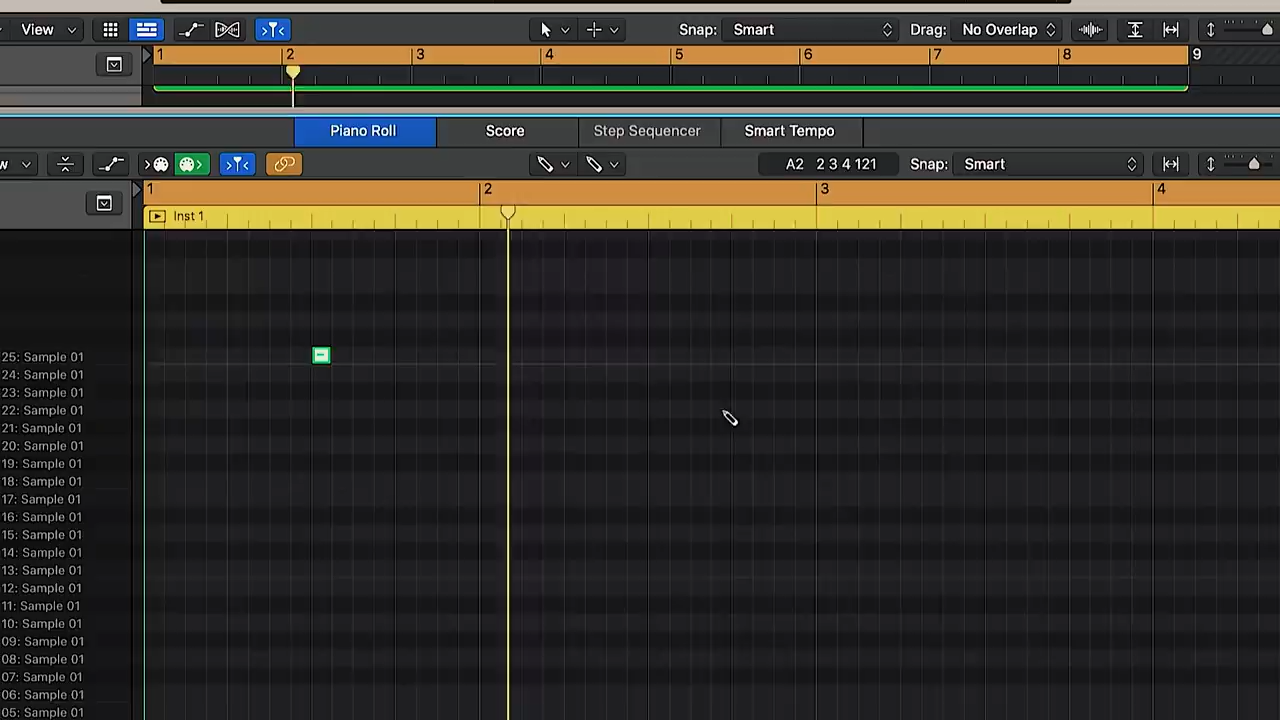 View Snap: Smart Drag: No Overlap
1 2 3 4 5 6 7 8 9
Piano Roll Score Step Sequencer Smart Tempo
A2 2 3 4 121 Snap: Smart
1 2 3 4
Inst 1
25: Sample 01
24: Sample 01
23: Sample 01
22: Sample 01
21: Sample 01
20: Sample 01
19: Sample 01
18: Sample 01
17: Sample 01
16: Sample 01
15: Sample 01
14: Sample 01
13: Sample 01
12: Sample 01
11: Sample 01
10: Sample 01
09: Sample 01
08: Sample 01
07: Sample 01
06: Sample 01
05: Sample 01